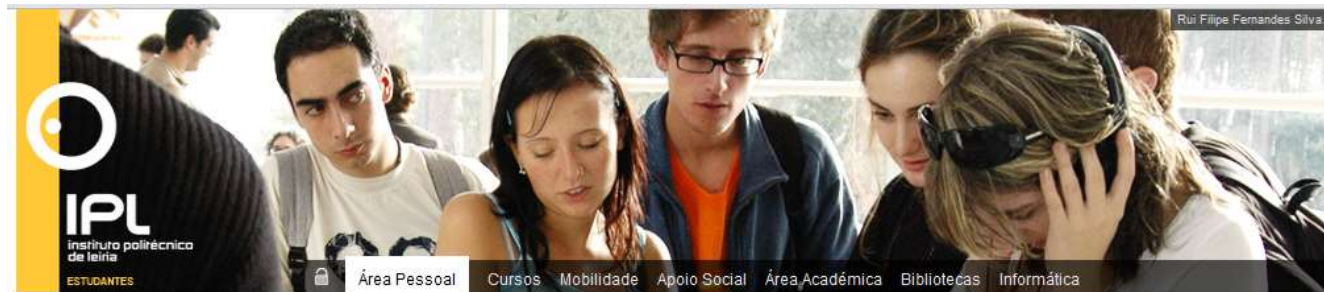 Rui Filipe Fernandes Silva
IPL
instituto politécnico
de leiria
ESTUDANTES
Área Pessoal Cursos Mobilidade Apoio Social Área Académica Bibliotecas Informática